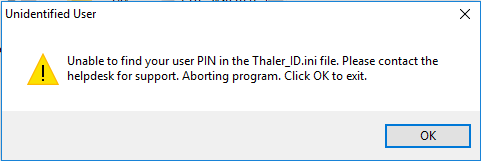 Unidentified User
Unable to find your user PIN in the Thaler_ID.ini file. Please contact the
helpdesk for support. Aborting program. Click OK to exit.
OK